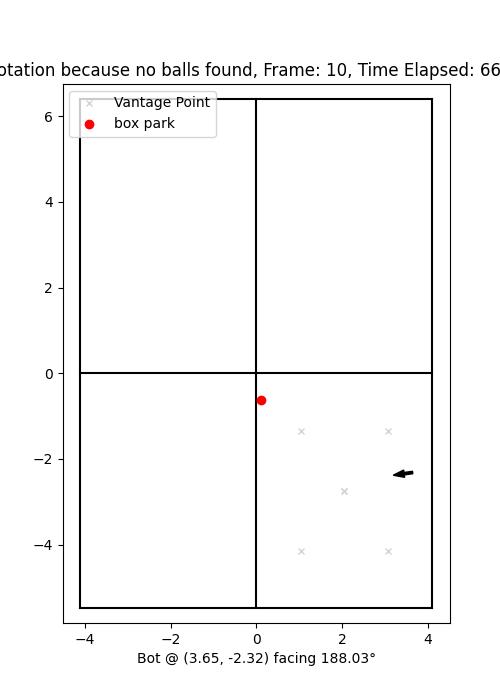 otation because no balls found, Frame: 10, Time Elapsed: 66
Vantage Point
box park
6
4
2
0
−2
−4
−4
−2
0
2
4
Bot @ (3.65, -2.32) facing 188.03°